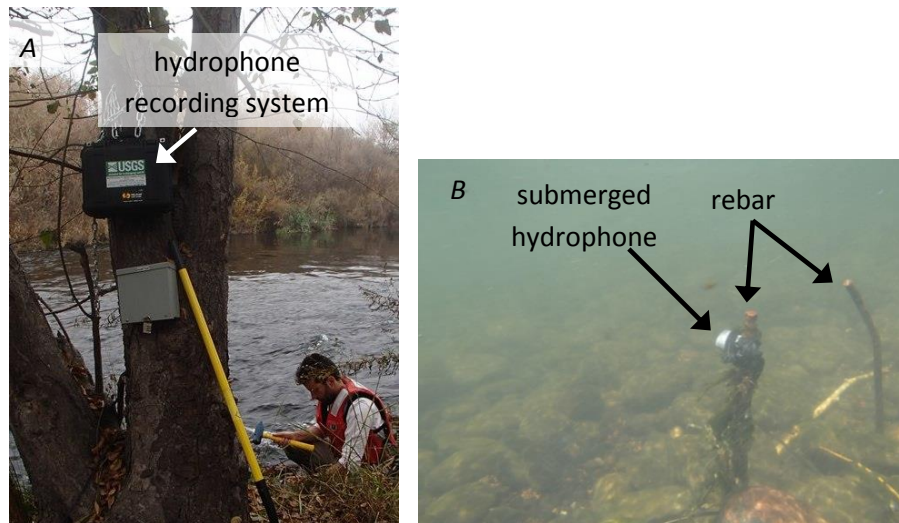 A
hydrophone
recording system
USGS
B
submerged
hydrophone
rebar